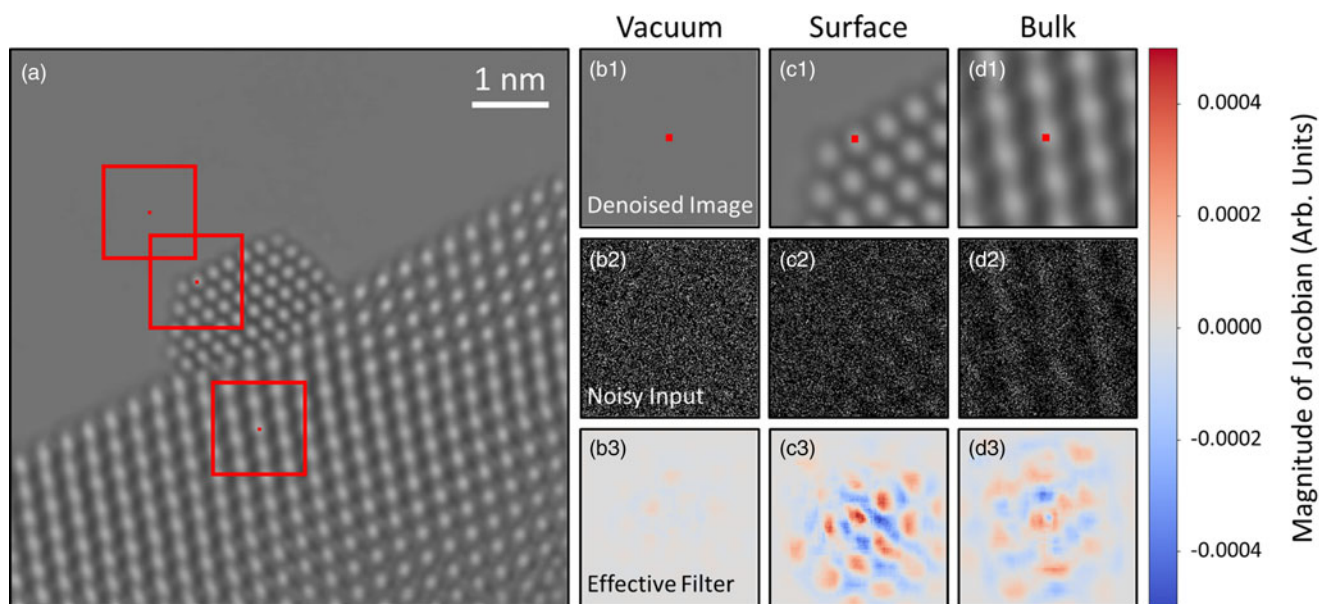 Vacuum Surface Bulk
(a)
1 nm
(b1) (c1) (d1)
Denoised Image
(b2) (c2) (d2)
Noisy Input
(b3) (c3) (d3)
Effective Filter
0.0004
0.0002
0.0000
-0.0002
-0.0004
Magnitude of Jacobian (Arb. Units)